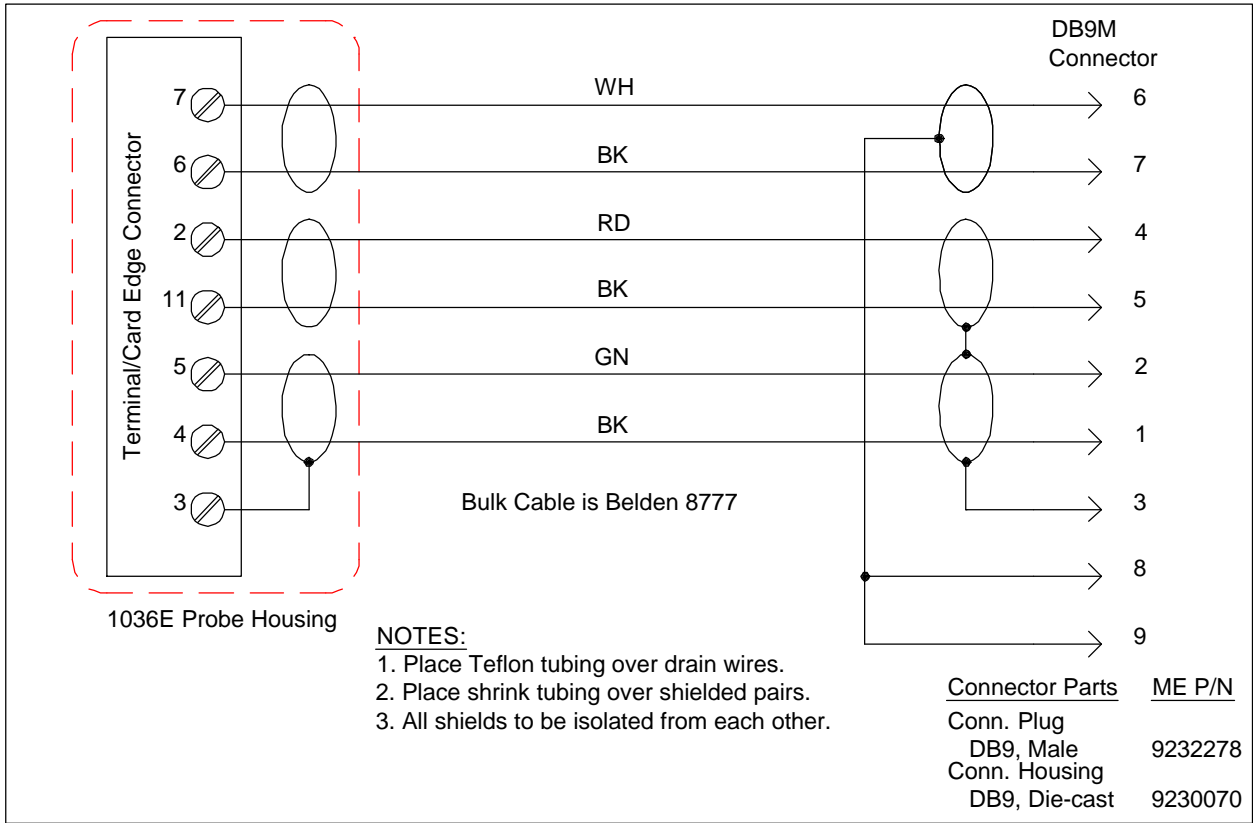 DB9M
Connector
7 WH 6
6 BK 7
2 RD 4
11 BK 5
5 GN 2
4 BK 1
3 3
8
9
Terminal/Card Edge Connector
Bulk Cable is Belden 8777
1036E Probe Housing
NOTES:
1. Place Teflon tubing over drain wires.
2. Place shrink tubing over shielded pairs.
3. All shields to be isolated from each other.
Connector Parts ME P/N
Conn. Plug
DB9, Male 9232278
Conn. Housing
DB9, Die-cast 9230070